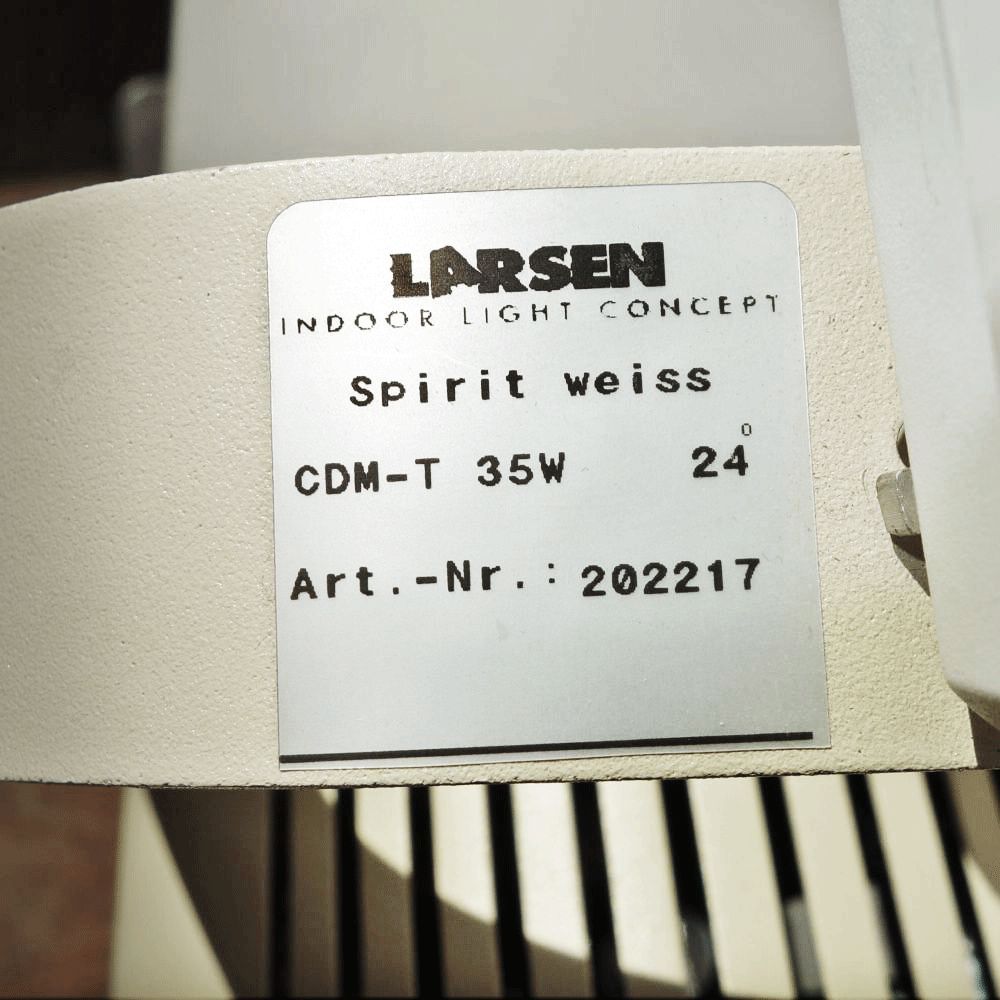 LARSEN
INDOOR LIGHT CONCEPT
Spirit weiss
CDM-T 35W 24°
Art.-Nr.: 202217